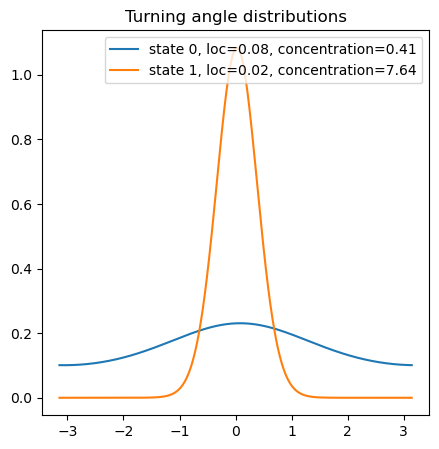 Turning angle distributions
state 0, loc=0.08, concentration=0.41
state 1, loc=0.02, concentration=7.64
1.0
0.8
0.6
0.4
0.2
0.0
−3 −2 −1 0 1 2 3